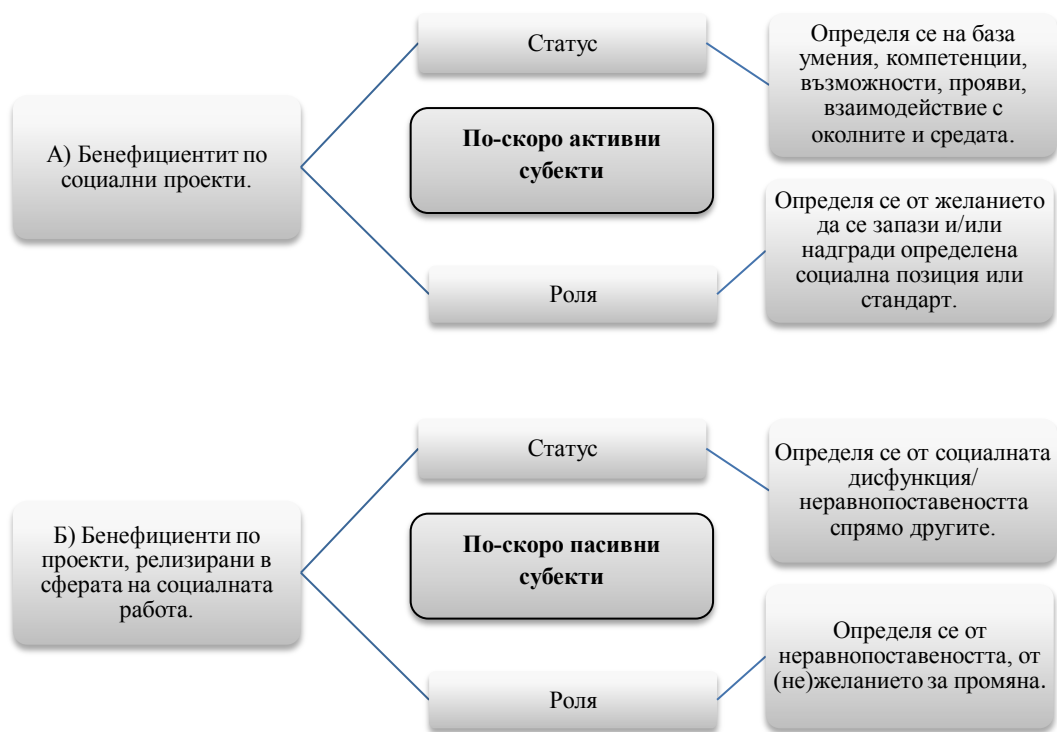 А) Бенефициентит по
социални проекти.
Статус
Определя се на база
умения, компетенции,
възможности, прояви,
взаимодействие с
околните и средата.
По-скоро активни
субекти
Роля
Определя се от желанието
да се запази и/или
надгради определена
социална позиция или
стандарт.
Б) Бенефициенти по
проекти, релизирани в
сферата на социалната
работа.
Статус
Определя се от социалната
дисфункция/
неравнопоставеността
спрямо другите.
По-скоро пасивни
субекти
Роля
Определя се от
неравнопоставеността, от
(не)желанието за промяна.